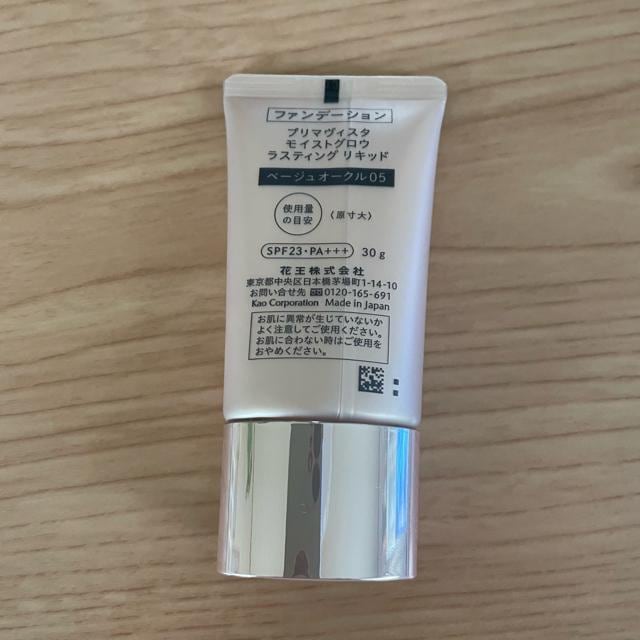 ファンデーション
プリマヴィスタ
モイストグロウ
ラスティング リキッド
ベージュオークル05
使用量
の目安
〈原寸大〉
SPF23・PA+++ 30g
花王株式会社
東京都中央区日本橋茅場町1-14-10
お問い合せ先 0120-165-691
Kao Corporation Made in Japan
お肌に異常が生じていないか
よく注意してご使用ください。
お肌に合わない時はご使用を
おやめください。